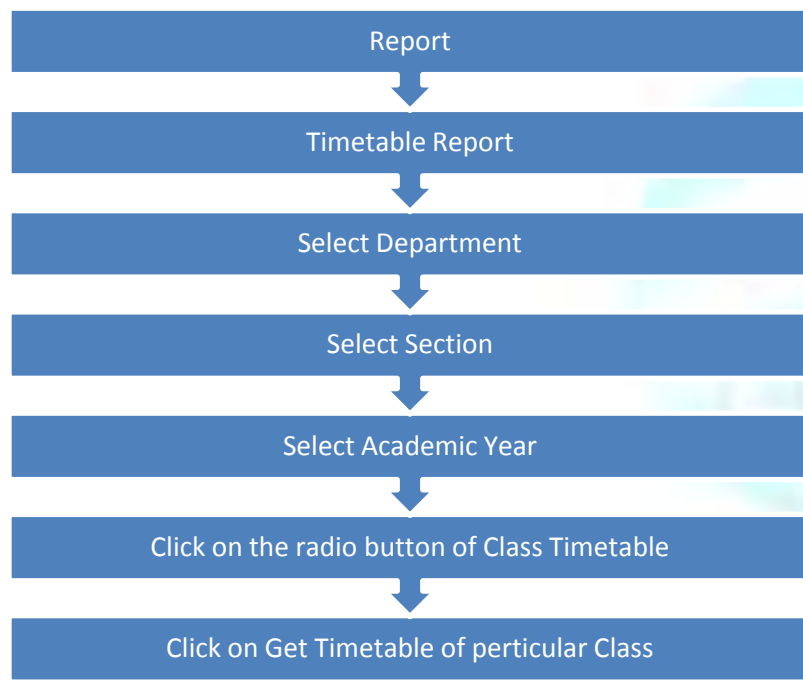 Report
Timetable Report
Select Department
Select Section
Select Academic Year
Click on the radio button of Class Timetable
Click on Get Timetable of perticular Class